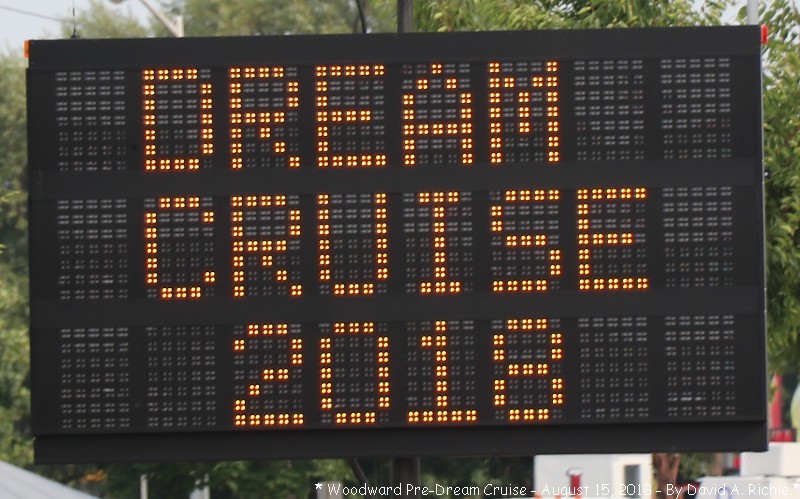 DREAM
CRUISE
2018
* Woodward Pre-Dream Cruise - August 15, 2018 - By David A. Richie *